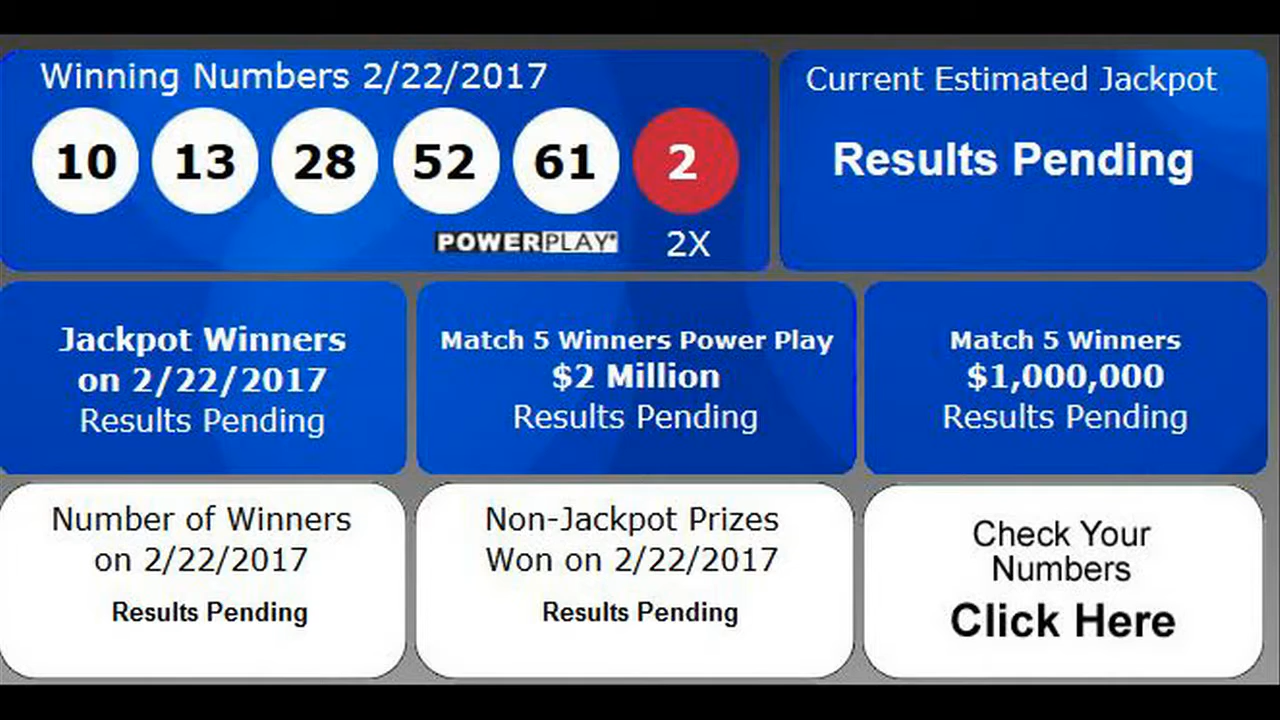 Winning Numbers 2/22/2017
10 13 28 52 61 2
POWERPLAY® 2X
Current Estimated Jackpot
Results Pending
Jackpot Winners
on 2/22/2017
Results Pending
Match 5 Winners Power Play
$2 Million
Results Pending
Match 5 Winners
$1,000,000
Results Pending
Number of Winners
on 2/22/2017
Results Pending
Non-Jackpot Prizes
Won on 2/22/2017
Results Pending
Check Your
Numbers
Click Here